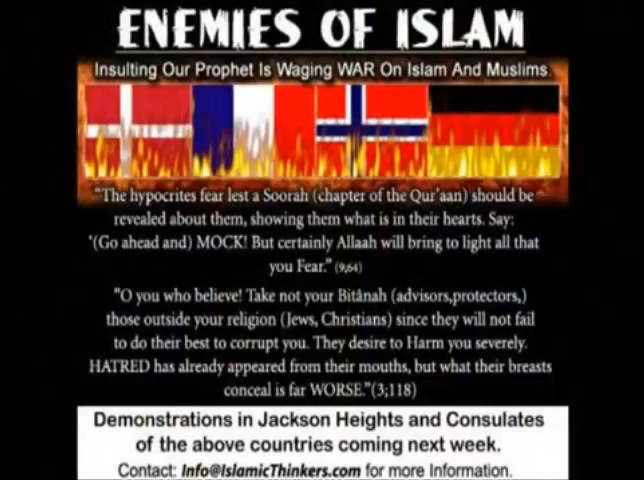 ENEMIES OF ISLAM
Insulting Our Prophet Is Waging WAR On Islam And Muslims.
"The hypocrites fear lest a Soorah (chapter of the Qur'aan) should be
revealed about them, showing them what is in their hearts. Say:
'(Go ahead and) MOCK! But certainly Allaah will bring to light all that
you Fear." (9;64)
"O you who believe! Take not your Bitânah (advisors,protectors,)
those outside your religion (Jews, Christians) since they will not fail
to do their best to corrupt you. They desire to Harm you severely.
HATRED has already appeared from their mouths, but what their breasts
conceal is far WORSE."(3;118)
Demonstrations in Jackson Heights and Consulates
of the above countries coming next week.
Contact: Info@IslamicThinkers.com for more Information.